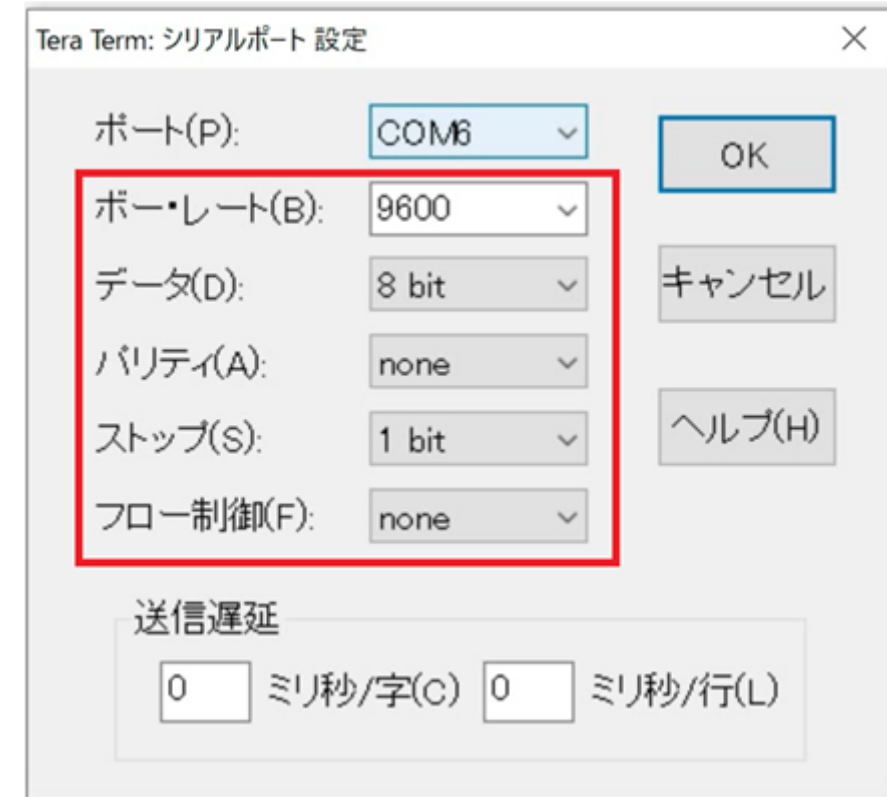 Tera Term: シリアルポート 設定
ポート(P): COM6
OK
ボー・レート(B): 9600
データ(D): 8 bit
キャンセル
パリティ(A): none
ストップ(S): 1 bit
ヘルプ(H)
フロー制御(F): none
送信遅延
0 ミリ秒/字(C) 0 ミリ秒/行(L)